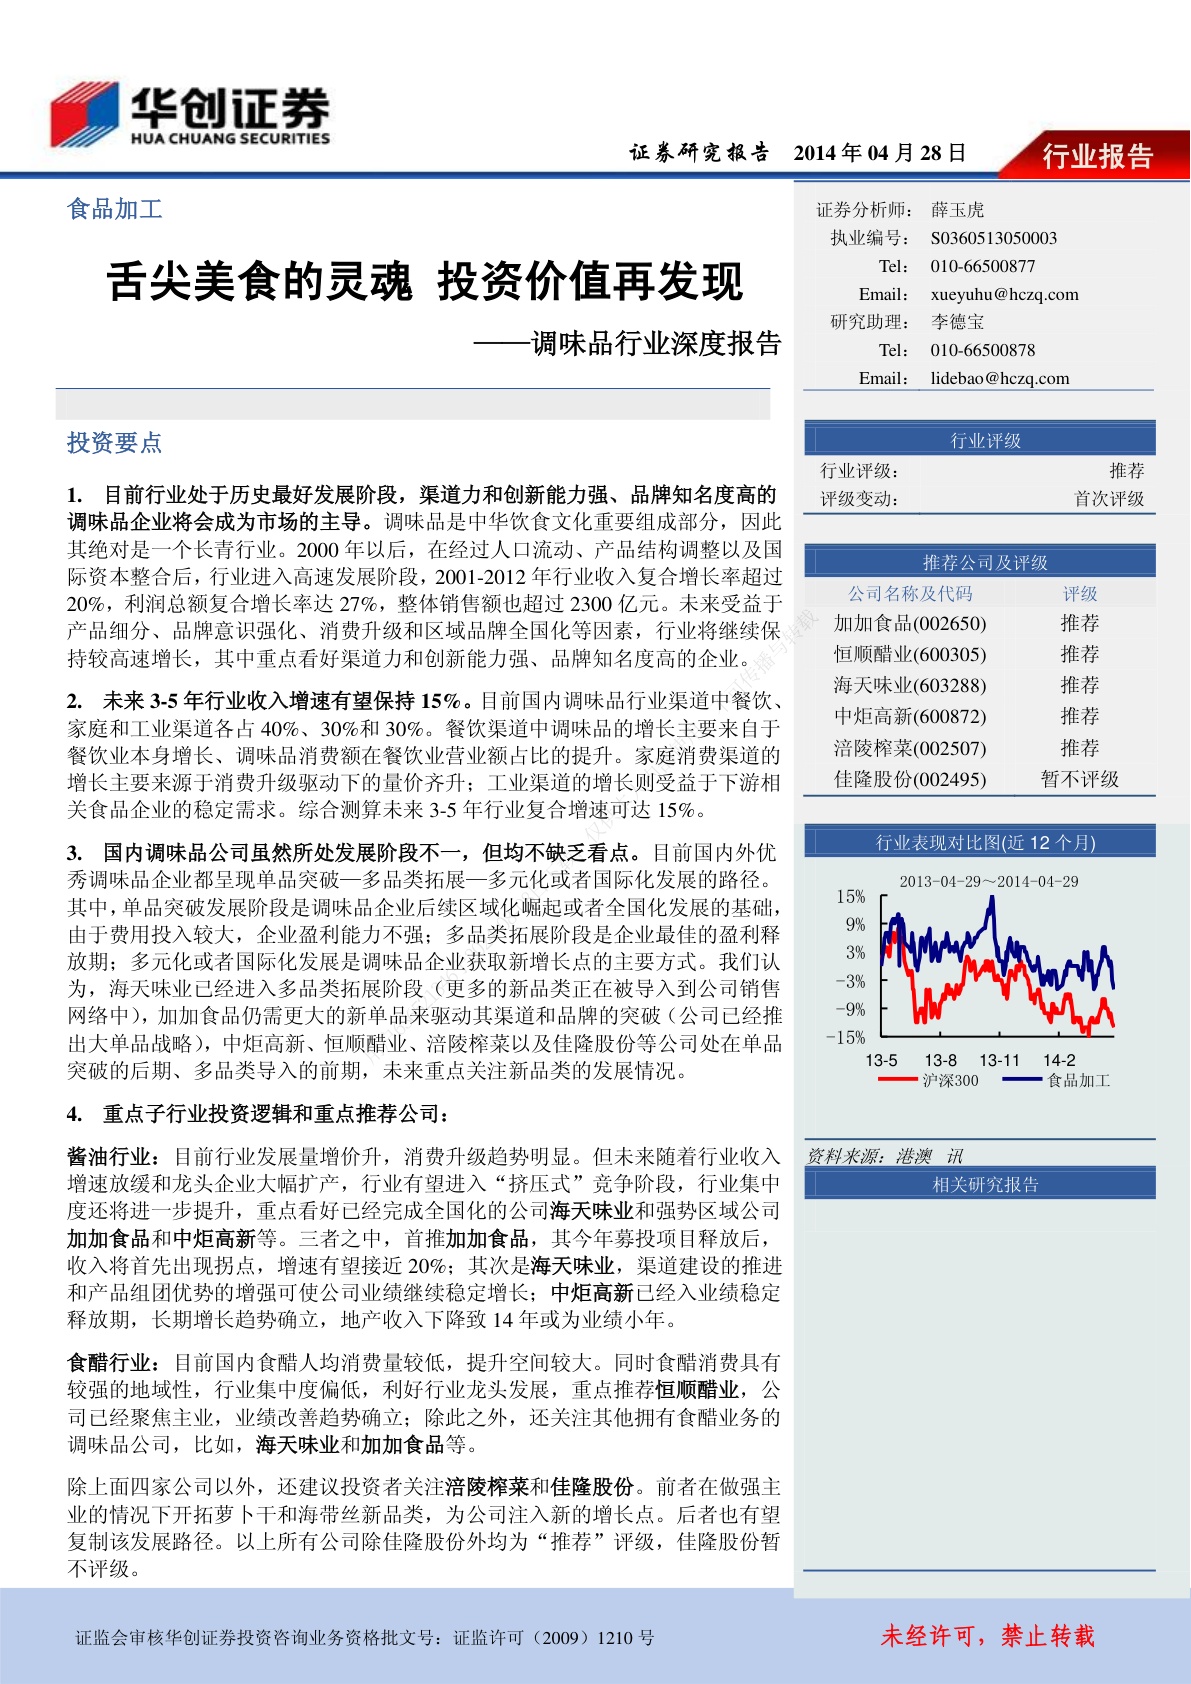 华创证券
HUA CHUANG SECURITIES
证券研究报告 2014 年 04 月 28 日
行业报告
食品加工
舌尖美食的灵魂 投资价值再发现
——调味品行业深度报告
投资要点
1. 目前行业处于历史最好发展阶段，渠道力和创新能力强、品牌知名度高的
调味品企业将会成为市场的主导。调味品是中华饮食文化重要组成部分，因此
其绝对是一个长青行业。2000 年以后，在经过人口流动、产品结构调整以及国
际资本整合后，行业进入高速发展阶段，2001-2012 年行业收入复合增长率超过
20%，利润总额复合增长率达 27%，整体销售额也超过 2300 亿元。未来受益于
产品细分、品牌意识强化、消费升级和区域品牌全国化等因素，行业将继续保
持较高速增长，其中重点看好渠道力和创新能力强、品牌知名度高的企业。
2. 未来 3-5 年行业收入增速有望保持 15%。目前国内调味品行业渠道中餐饮、
家庭和工业渠道各占 40%、30%和 30%。餐饮渠道中调味品的增长主要来自于
餐饮业本身增长、调味品消费额在餐饮业营业额占比的提升。家庭消费渠道的
增长主要来源于消费升级驱动下的量价齐升；工业渠道的增长则受益于下游相
关食品企业的稳定需求。综合测算未来 3-5 年行业复合增速可达 15%。
3. 国内调味品公司虽然所处发展阶段不一，但均不缺乏看点。目前国内外优
秀调味品企业都呈现单品突破—多品类拓展—多元化或者国际化发展的路径。
其中，单品突破发展阶段是调味品企业后续区域化崛起或者全国化发展的基础，
由于费用投入较大，企业盈利能力不强；多品类拓展阶段是企业最佳的盈利释
放期；多元化或者国际化发展是调味品企业获取新增长点的主要方式。我们认
为，海天味业已经进入多品类拓展阶段（更多的新品类正在被导入到公司销售
网络中），加加食品仍需更大的新单品来驱动其渠道和品牌的突破（公司已经推
出大单品战略），中炬高新、恒顺醋业、涪陵榨菜以及佳隆股份等公司处在单品
突破的后期、多品类导入的前期，未来重点关注新品类的发展情况。
4. 重点子行业投资逻辑和重点推荐公司：
酱油行业：目前行业发展量增价升，消费升级趋势明显。但未来随着行业收入
增速放缓和龙头企业大幅扩产，行业有望进入“挤压式”竞争阶段，行业集中
度还将进一步提升，重点看好已经完成全国化的公司海天味业和强势区域公司
加加食品和中炬高新等。三者之中，首推加加食品，其今年募投项目释放后，
收入将首先出现拐点，增速有望接近 20%；其次是海天味业，渠道建设的推进
和产品组团优势的增强可使公司业绩继续稳定增长；中炬高新已经入业绩稳定
释放期，长期增长趋势确立，地产收入下降致 14 年或为业绩小年。
食醋行业：目前国内食醋人均消费量较低，提升空间较大。同时食醋消费具有
较强的地域性，行业集中度偏低，利好行业龙头发展，重点推荐恒顺醋业，公
司已经聚焦主业，业绩改善趋势确立；除此之外，还关注其他拥有食醋业务的
调味品公司，比如，海天味业和加加食品等。
除上面四家公司以外，还建议投资者关注涪陵榨菜和佳隆股份。前者在做强主
业的情况下开拓萝卜干和海带丝新品类，为公司注入新的增长点。后者也有望
复制该发展路径。以上所有公司除佳隆股份外均为“推荐”评级，佳隆股份暂
不评级。
证券分析师： 薛玉虎
执业编号： S0360513050003
Tel： 010-66500877
Email： xueyuhu@hczq.com
研究助理： 李德宝
Tel： 010-66500878
Email： lidebao@hczq.com
行业评级
行业评级： 推荐
评级变动： 首次评级
推荐公司及评级
公司名称及代码 评级
加加食品(002650) 推荐
恒顺醋业(600305) 推荐
海天味业(603288) 推荐
中炬高新(600872) 推荐
涪陵榨菜(002507) 推荐
佳隆股份(002495) 暂不评级
行业表现对比图(近 12 个月)
2013-04-29～2014-04-29
15%
9%
3%
-3%
-9%
-15%
13-5 13-8 13-11 14-2
沪深300 食品加工
资料来源：港澳 讯
相关研究报告
证监会审核华创证券投资咨询业务资格批文号：证监许可（2009）1210 号
未经许可，禁止转载